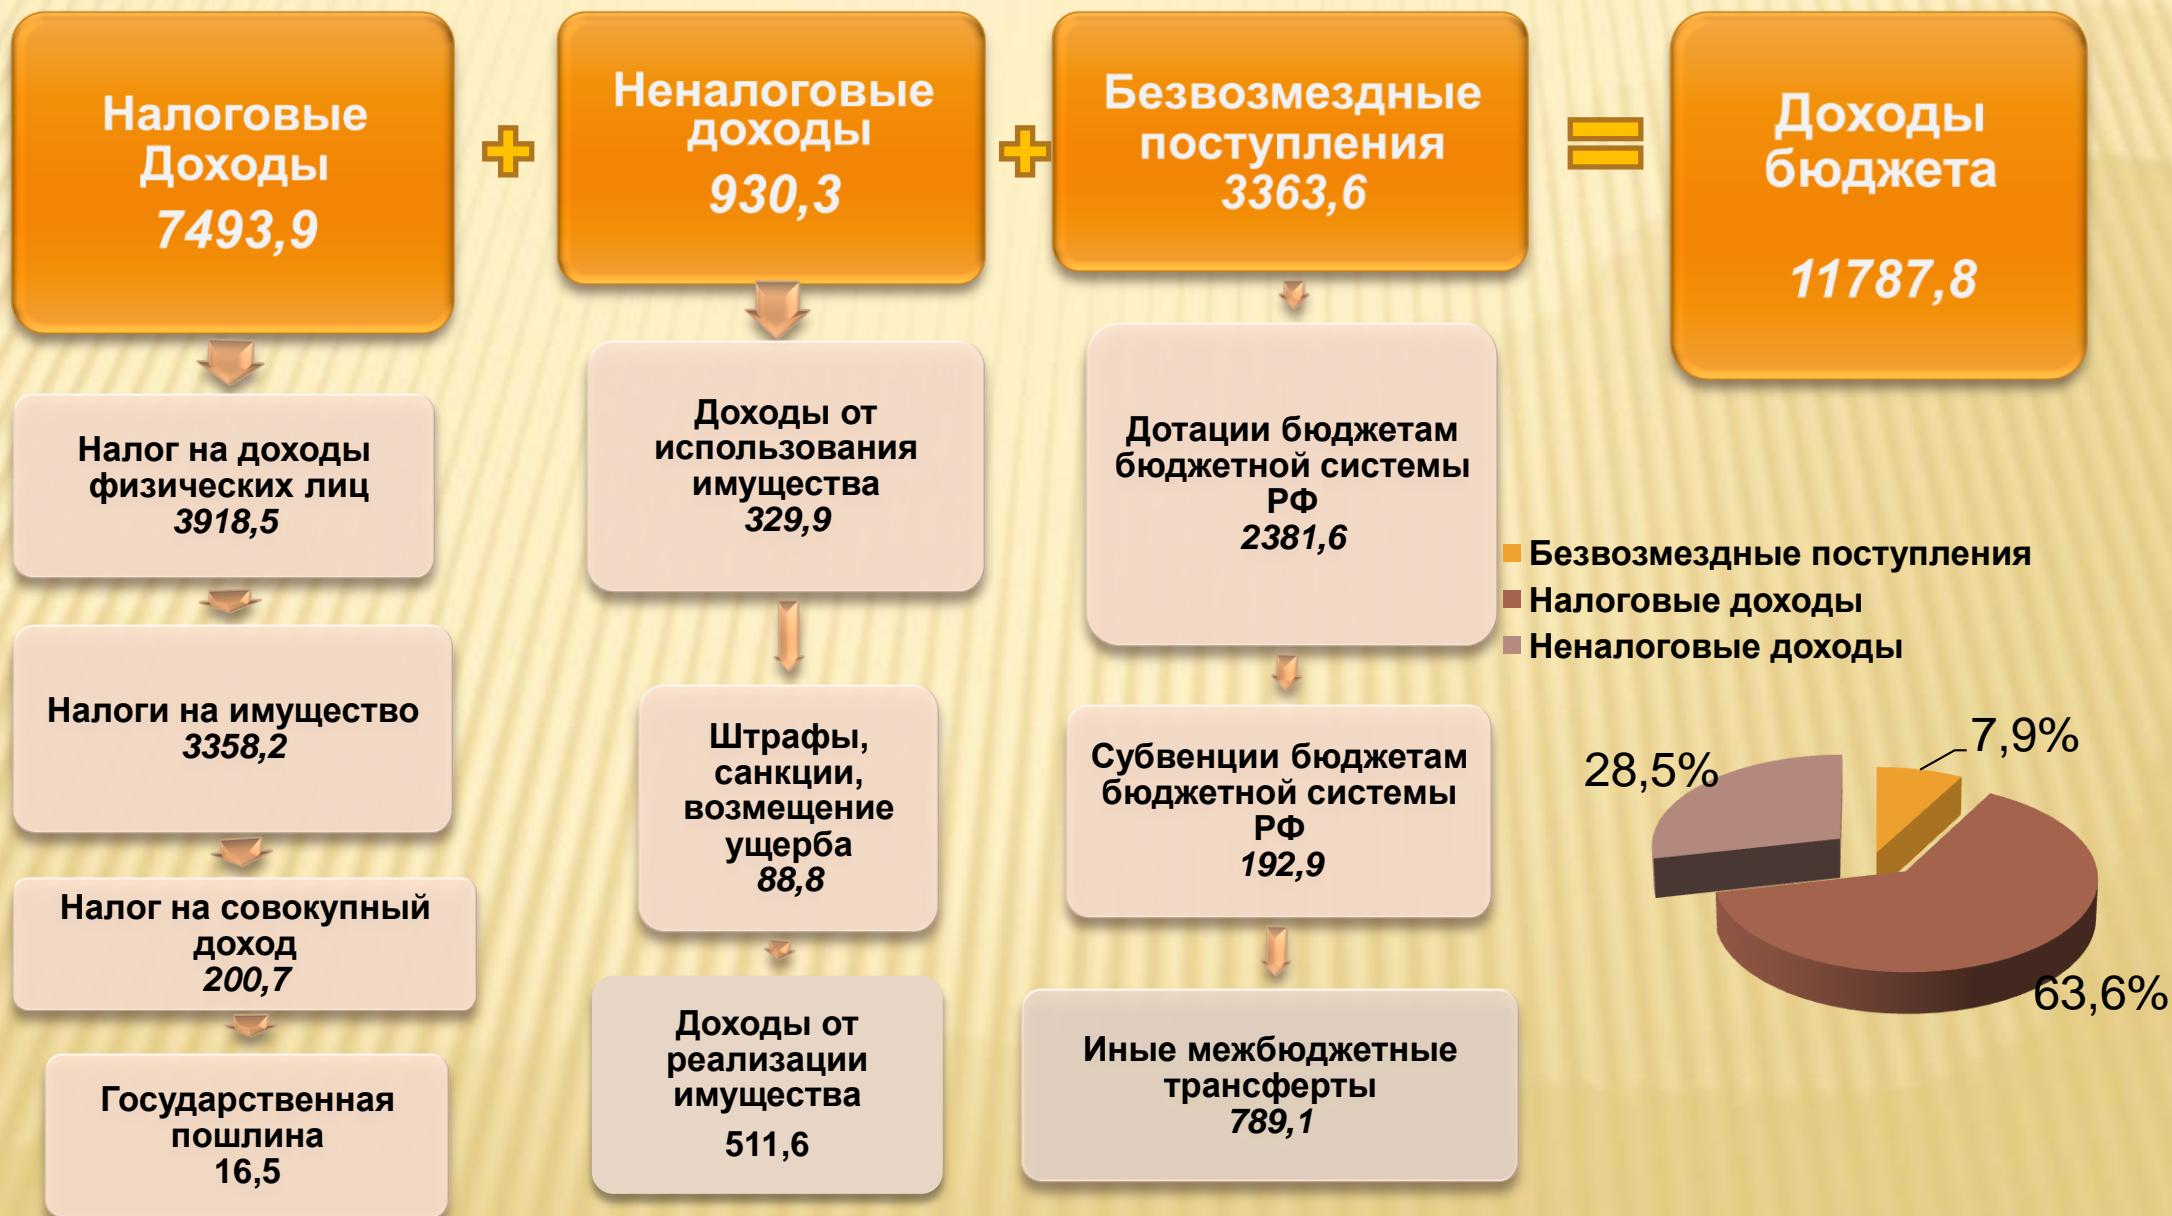 Налоговые
Доходы
7493,9
Неналоговые
доходы
930,3
Безвозмездные
поступления
3363,6
Доходы
бюджета
11787,8
Налог на доходы
физических лиц
3918,5
Налоги на имущество
3358,2
Налог на совокупный
доход
200,7
Государственная
пошлина
16,5
Доходы от
использования
имущества
329,9
Штрафы,
санкции,
возмещение
ущерба
88,8
Доходы от
реализации
имущества
511,6
Дотации бюджетам
бюджетной системы
РФ
2381,6
Субвенции бюджетам
бюджетной системы
РФ
192,9
Иные межбюджетные
трансферты
789,1
Безвозмездные поступления
Налоговые доходы
Неналоговые доходы
7,9%
28,5%
63,6%